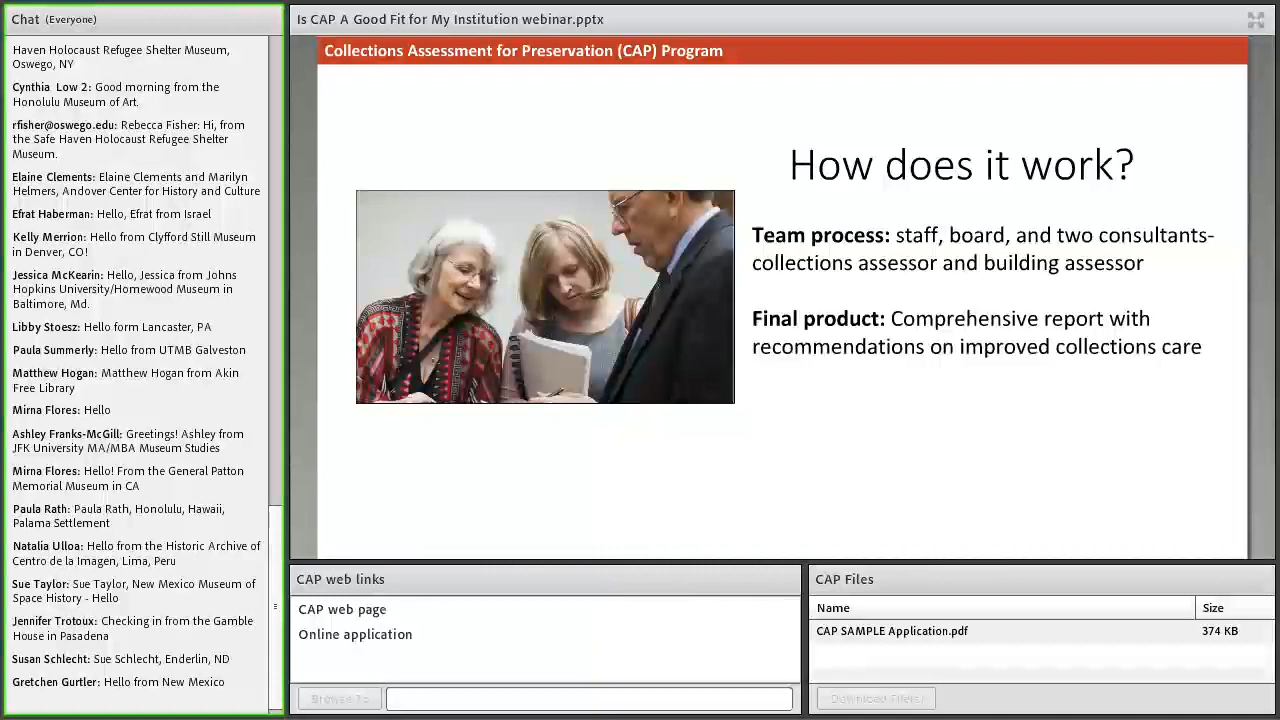 Chat (Everyone)
Haven Holocaust Refugee Shelter Museum,
Oswego, NY
Cynthia Low 2: Good morning from the
Honolulu Museum of Art.
rfisher@oswego.edu: Rebecca Fisher: Hi, from
the Safe Haven Holocaust Refugee Shelter
Museum.
Elaine Clements: Elaine Clements and Marilyn
Helmers, Andover Center for History and Culture
Efrat Haberman: Hello, Efrat from Israel
Kelly Merrion: Hello from Clyfford Still Museum
in Denver, CO!
Jessica McKearin: Hello, Jessica from Johns
Hopkins University/Homewood Museum in
Baltimore, Md.
Libby Stoesz: Hello form Lancaster, PA
Paula Summerly: Hello from UTMB Galveston
Matthew Hogan: Matthew Hogan from Akin
Free Library
Mirna Flores: Hello
Ashley Franks-McGill: Greetings! Ashley from
JFK University MA/MBA Museum Studies
Mirna Flores: Hello! From the General Patton
Memorial Museum in CA
Paula Rath: Paula Rath, Honolulu, Hawaii,
Palama Settlement
Natalia Ulloa: Hello from the Historic Archive of
Centro de la Imagen, Lima, Peru
Sue Taylor: Sue Taylor, New Mexico Museum of
Space History - Hello
Jennifer Trotoux: Checking in from the Gamble
House in Pasadena
Susan Schlecht: Sue Schlecht, Enderlin, ND
Gretchen Gurtler: Hello from New Mexico
Is CAP A Good Fit for My Institution webinar.pptx
Collections Assessment for Preservation (CAP) Program
How does it work?
Team process: staff, board, and two consultants-
collections assessor and building assessor
Final product: Comprehensive report with
recommendations on improved collections care
CAP web links
CAP web page
Online application
Browse To
CAP Files
Name Size
CAP SAMPLE Application.pdf 374 KB
Download File(s)